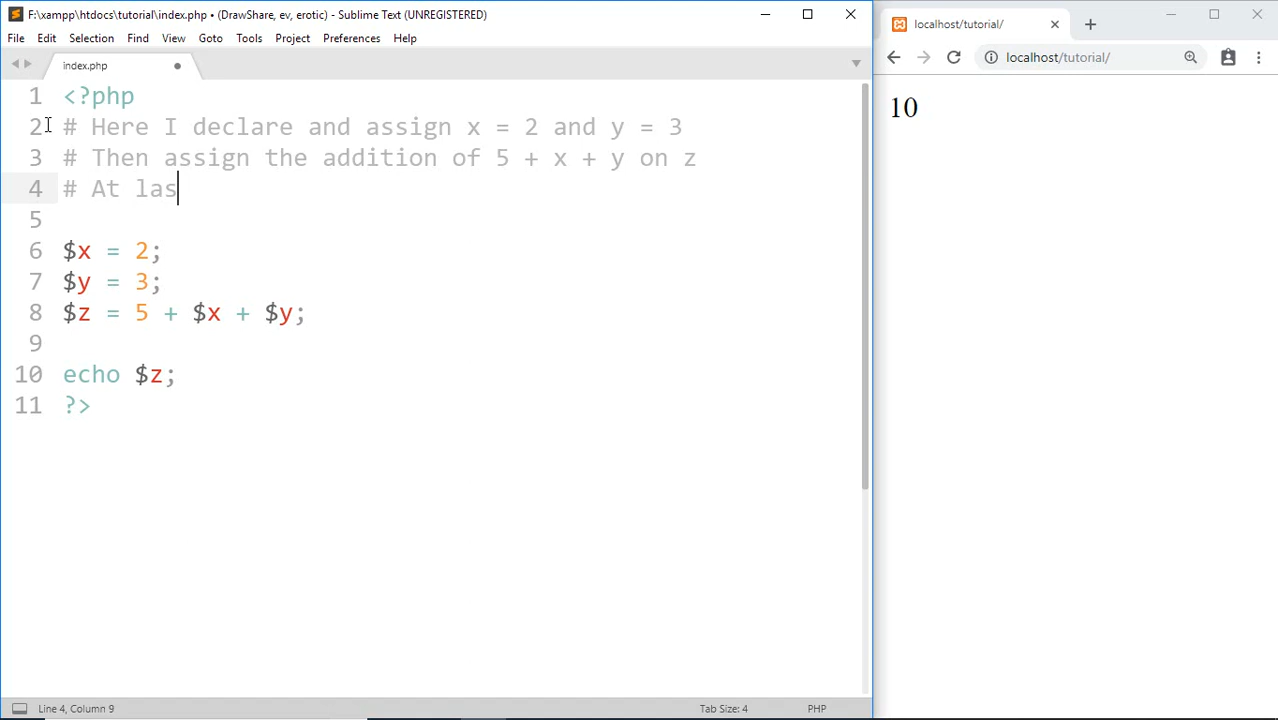 F:\xampp\htdocs\tutorial\index.php • (DrawShare, ev, erotic) - Sublime Text (UNREGISTERED)
File Edit Selection Find View Goto Tools Project Preferences Help
index.php
1 <?php
2 # Here I declare and assign x = 2 and y = 3
3 # Then assign the addition of 5 + x + y on z
4 # At las
5
6 $x = 2;
7 $y = 3;
8 $z = 5 + $x + $y;
9
10 echo $z;
11 ?>
Line 4, Column 9
Tab Size: 4
PHP
localhost/tutorial/
localhost/tutorial/
10